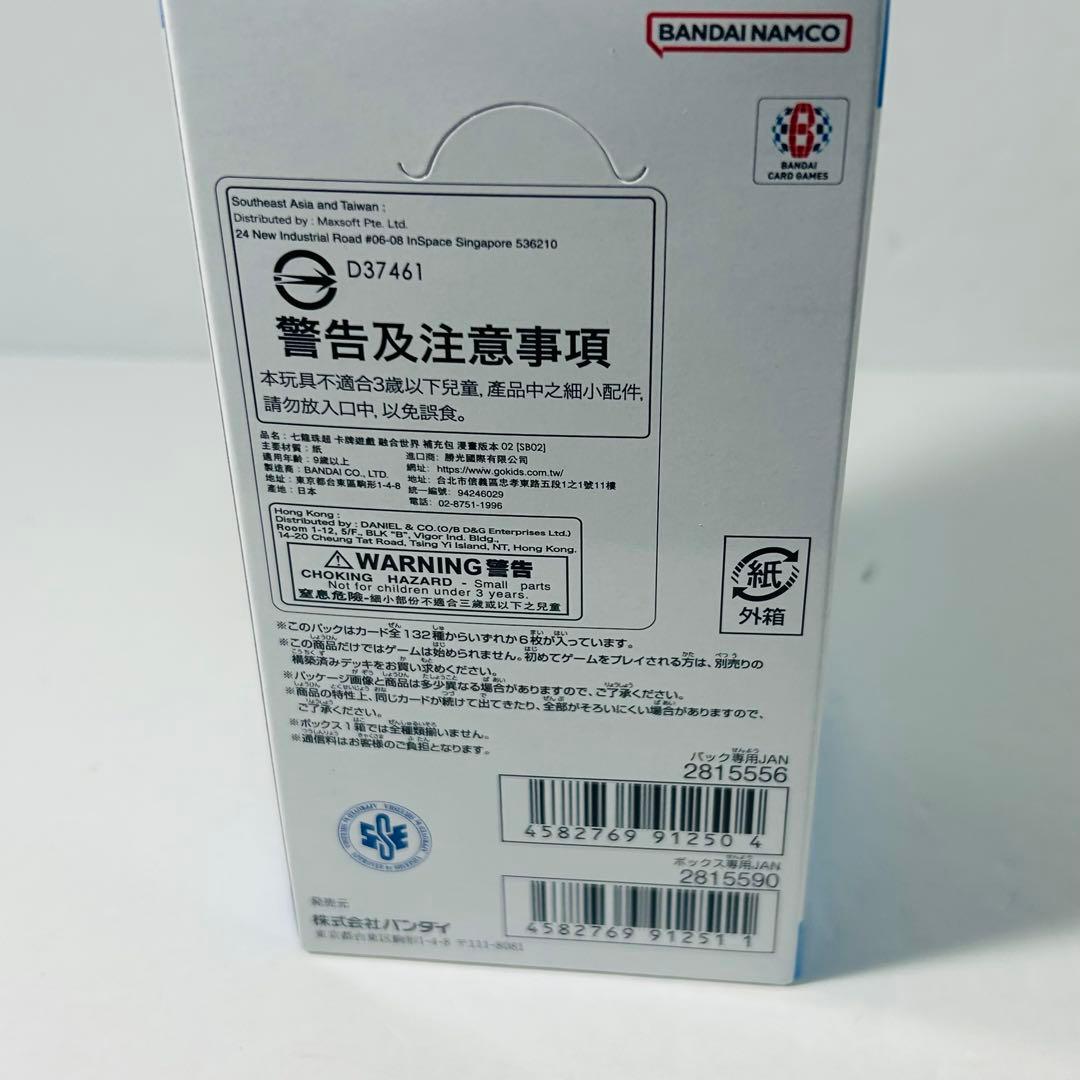 BANDAI NAMCO
BANDAI
CARD GAMES
Southeast Asia and Taiwan :
Distributed by : Maxsoft Pte. Ltd.
24 New Industrial Road #06-08 InSpace Singapore 536210
D37461
警告及注意事項
本玩具不適合3歲以下兒童, 產品中之細小配件,
請勿放入口中, 以免誤食。
品名 : 七龍珠超 卡牌遊戲 融合世界 補充包 漫畫版本 02 [SB02]
主要材質 : 紙
適用年齡 : 9歲以上
製造商 : BANDAI CO., LTD.
地址 : 東京都台東區駒形1-4-8
產地 : 日本
進口商: 勝光國際有限公司
網址: https://www.gokids.com.tw/
地址: 台北市信義區忠孝東路五段1之1號11樓
統一編號: 94246029
電話: 02-8751-1996
Hong Kong :
Distributed by : DANIEL & CO.(O/B D&G Enterprises Ltd.)
Room 1-12, 5/F., BLK "B", Vigor Ind. Bldg.,
14-20 Cheung Tat Road, Tsing Yi Island, NT, Hong Kong.
WARNING 警告
CHOKING HAZARD - Small parts
Not for children under 3 years.
窒息危險-細小部份不適合三歲或以下之兒童
紙
外箱
※このパックはカード全132種からいずれか6枚が入っています。
※この商品だけではゲームは始められません。初めてゲームをプレイされる方は、別売りの
構築済みデッキをお買い求めください。
※パッケージ画像と商品は多少異なる場合がありますので、ご了承ください。
※商品の特性上、同じカードが続けて出てきたり、全部がそろいにくい場合がありますので、
ご了承ください。
※ボックス1箱では全種類揃いません。
※通信料はお客様のご負担となります。
パック専用JAN
2815556
4582769 912504
ボックス専用JAN
2815590
4582769 912511
SSE
発売元
株式会社バンダイ
東京都台東区駒形1-4-8 〒111-8081